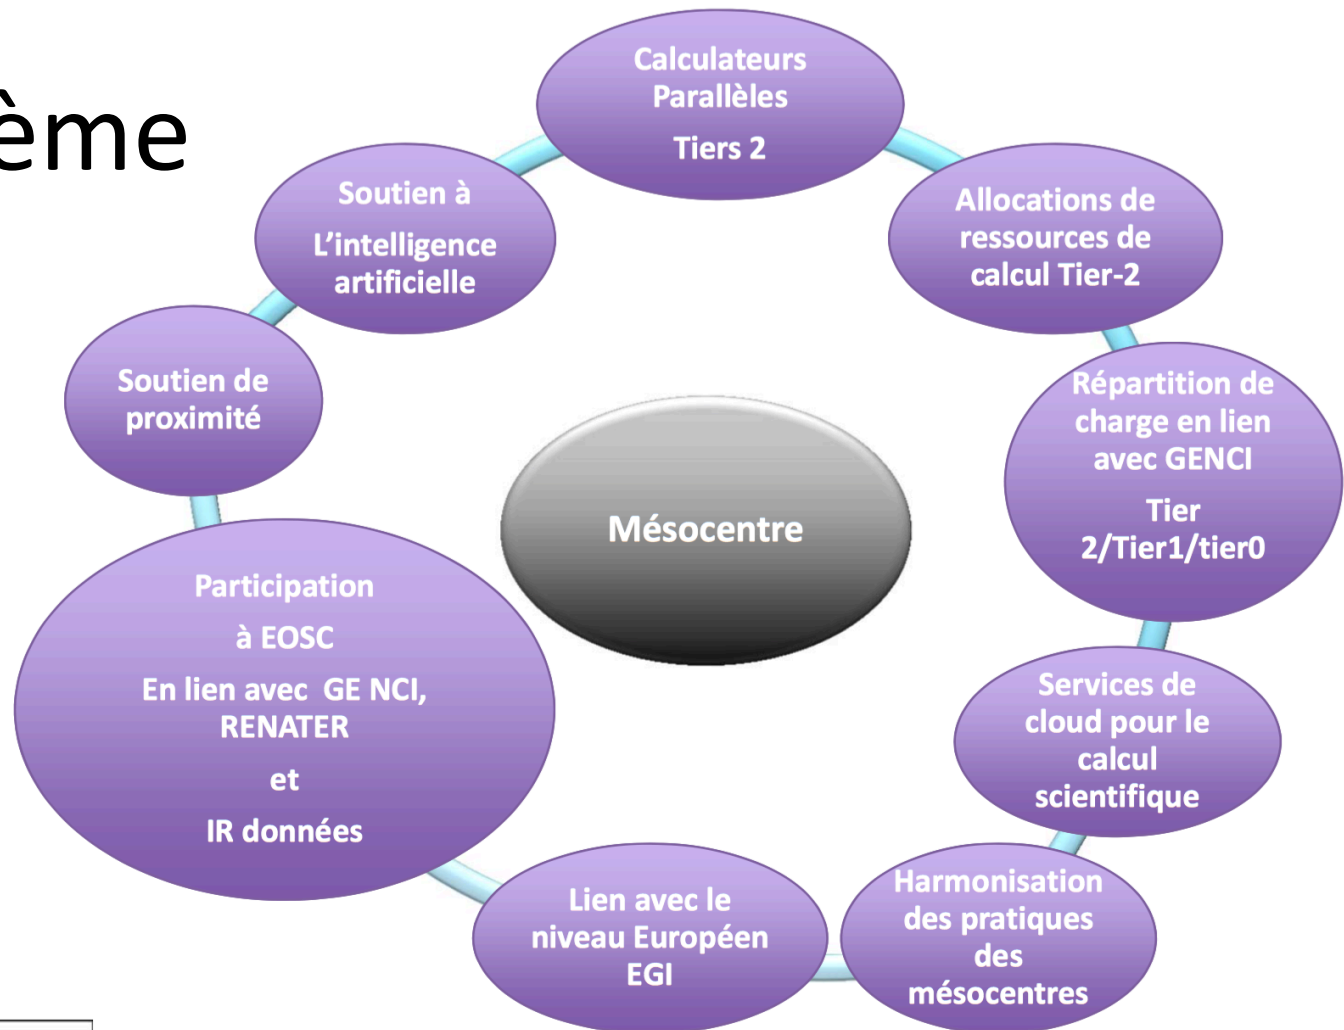 ème
Calculateurs
Parallèles
Tiers 2
Allocations de
ressources de
calcul Tier-2
Répartition de
charge en lien
avec GENCI
Tier
2/Tier1/tier0
Services de
cloud pour le
calcul
scientifique
Harmonisation
des pratiques
des
mésocentres
Lien avec le
niveau Européen
EGI
Participation
à EOSC
En lien avec GE NCI,
RENATER
et
IR données
Soutien de
proximité
Soutien à
L’intelligence
artificielle
Mésocentre